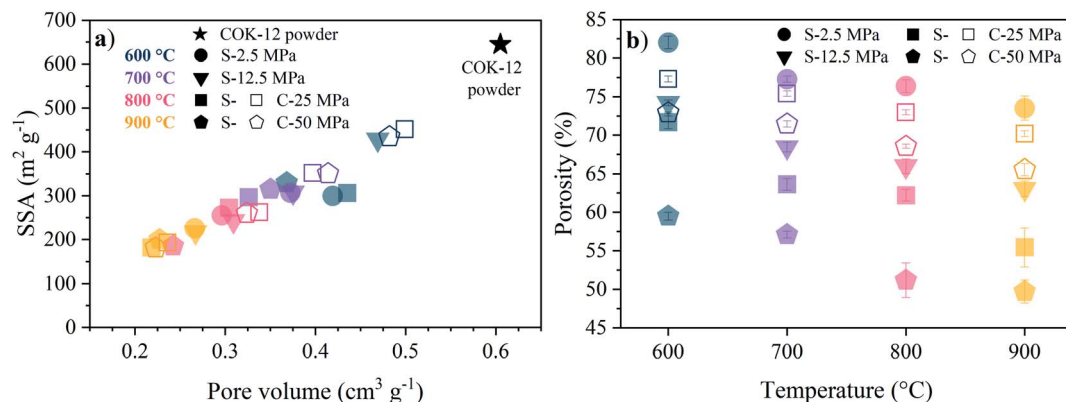 a)
★ COK-12 powder
600 °C S-2.5 MPa
700 °C S-12.5 MPa
800 °C S- C-25 MPa
900 °C S- C-50 MPa
COK-12
powder
SSA (m² g⁻¹)
700
600
500
400
300
200
100
0
0.2 0.3 0.4 0.5 0.6
Pore volume (cm³ g⁻¹)
b)
S-2.5 MPa S- C-25 MPa
S-12.5 MPa S- C-50 MPa
Porosity (%)
85
80
75
70
65
60
55
50
45
600 700 800 900
Temperature (°C)